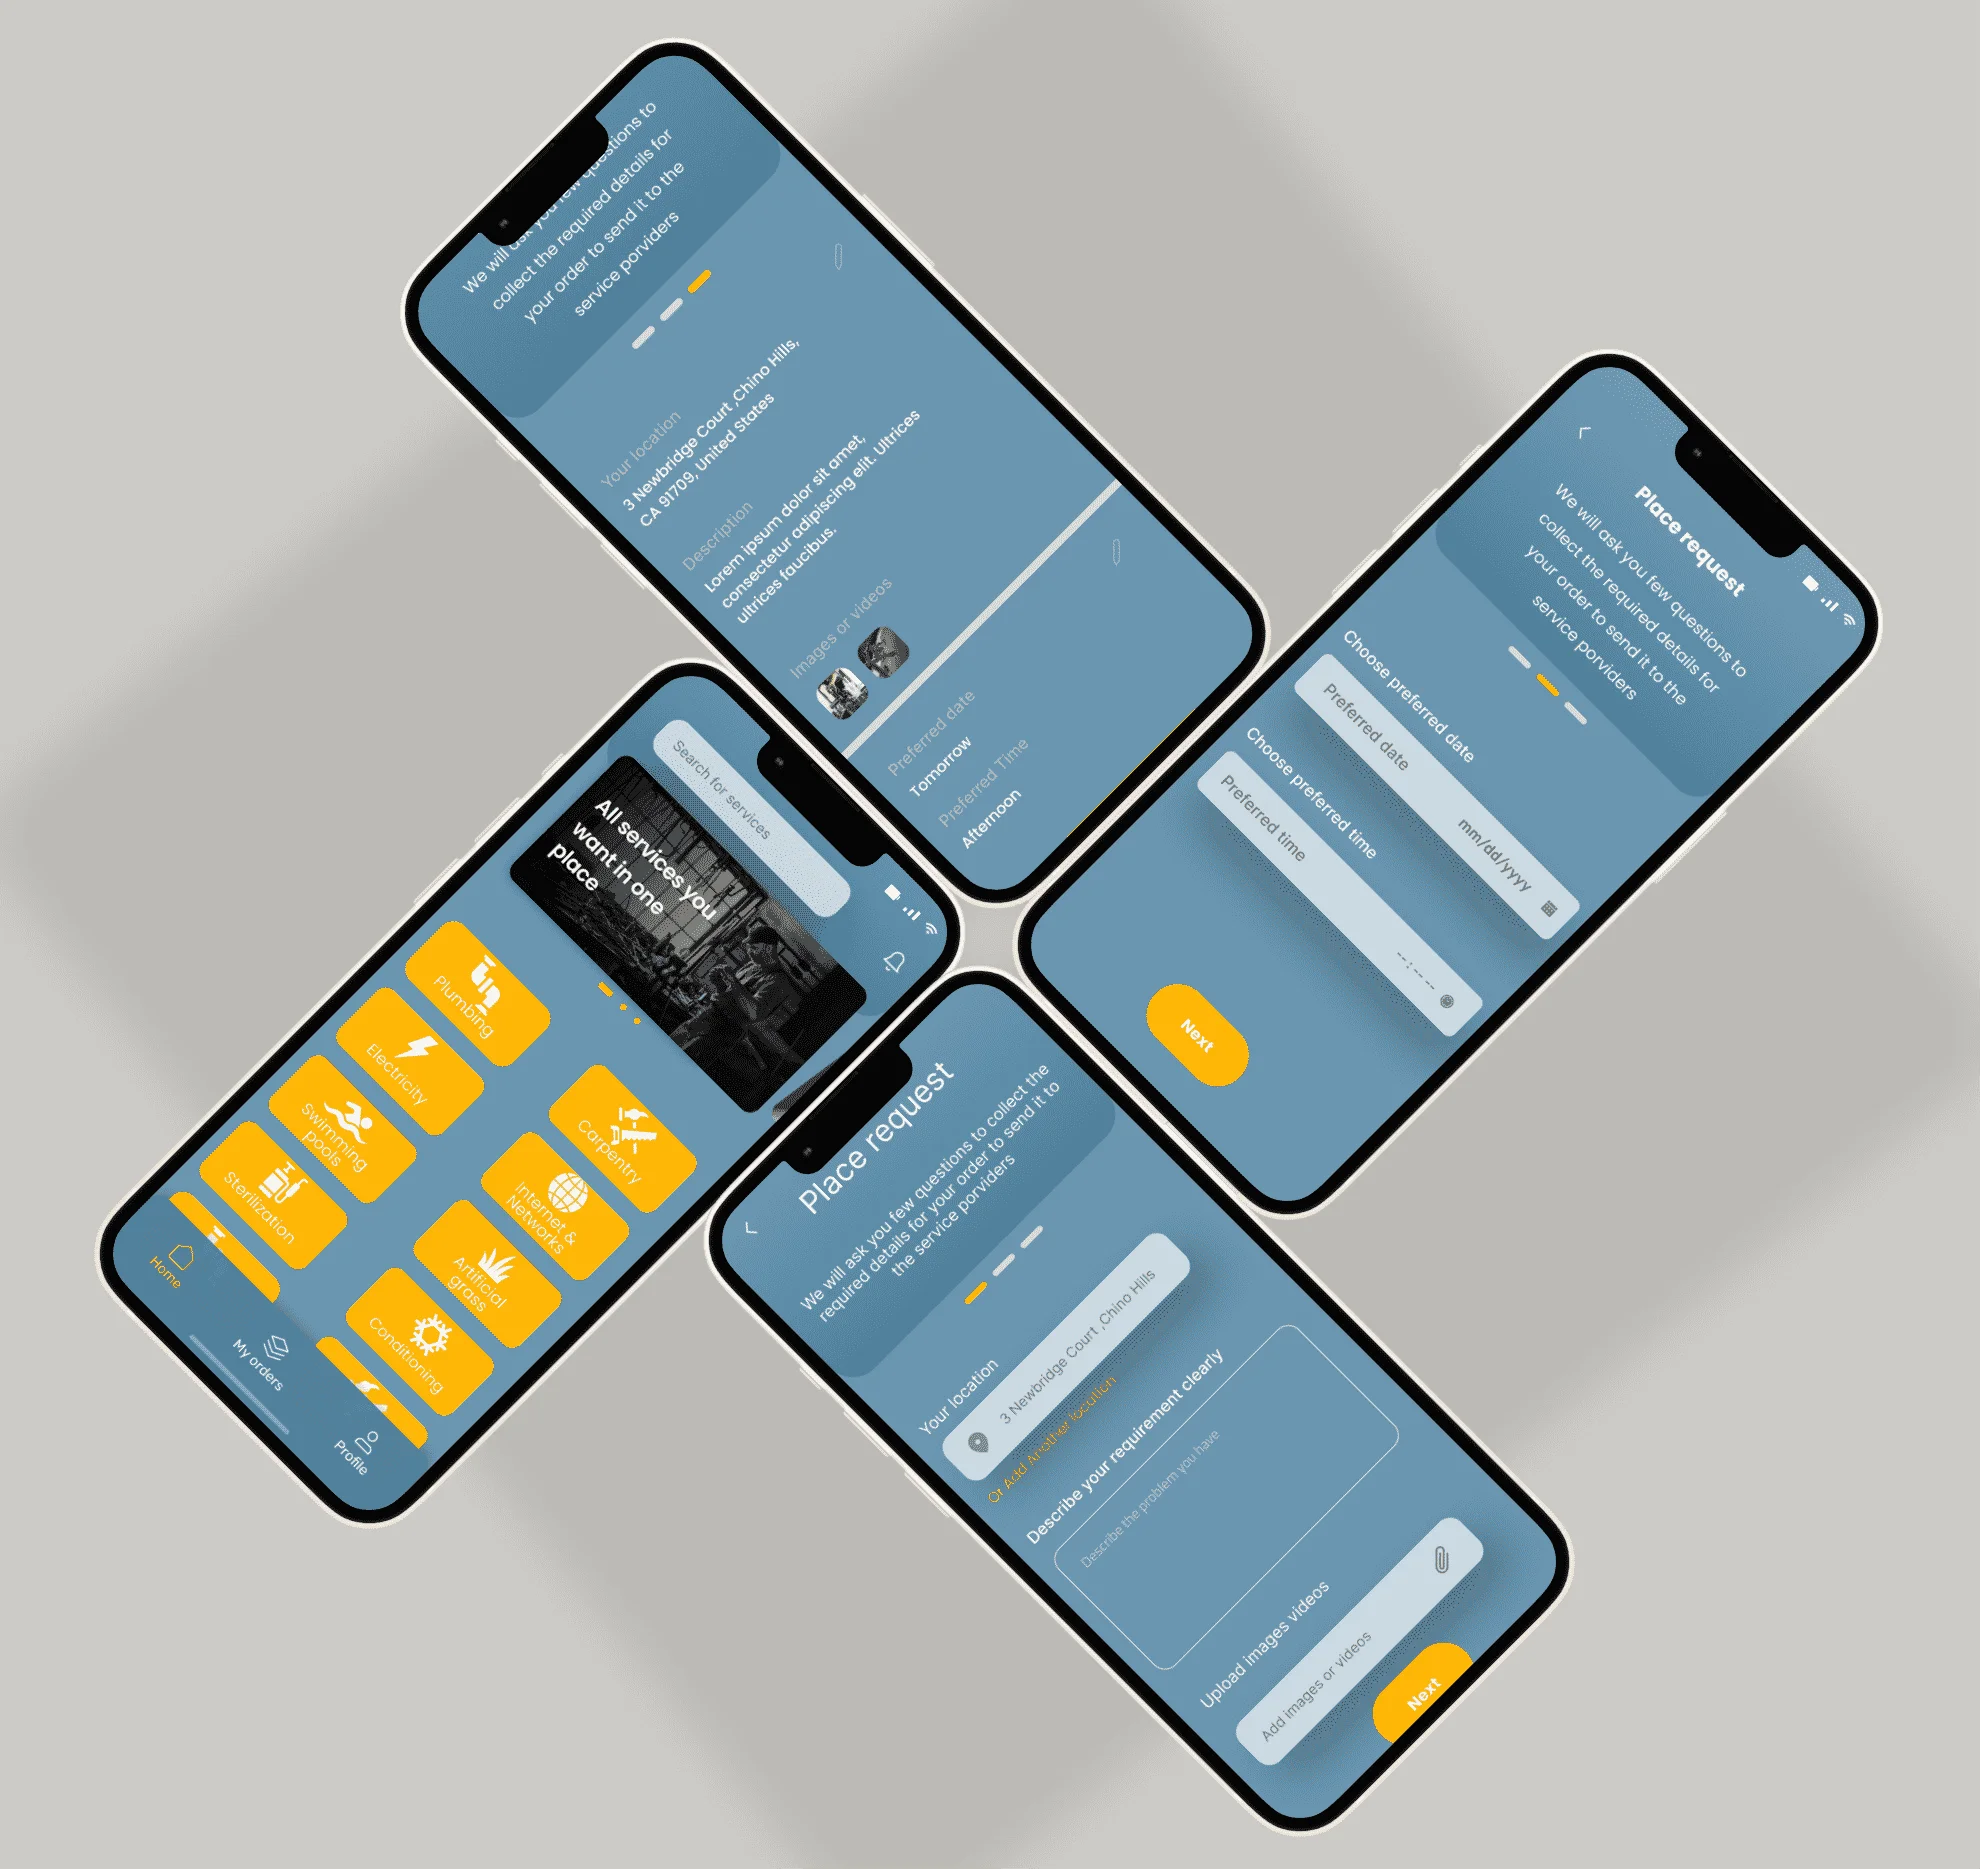 We will ask you few questions to
collect the required details for
your order to send it to the
service porviders
Your location
3 Newbridge Court ,Chino Hills,
CA 91709, United States
Description
Lorem ipsum dolor sit amet,
consectetur adipiscing elit. Ultrices
ultrices faucibus.
Images or videos
Preferred date
Tomorrow
Preferred Time
Afternoon
Place request
We will ask you few questions to
collect the required details for
your order to send it to the
service porviders
Choose preferred date
Preferred date
mm/dd/yyyy
Choose preferred time
Preferred time
--:-- --
Next
Search for services
All services you
want in one
place
Plumbing
Carpentry
Electricity
Internet &
Networks
Swimming
pools
Artificial
grass
Sterilization
Conditioning
Home
My orders
Profile
Place request
We will ask you few questions to collect the
required details for your order to send it to
the service porviders
Your location
3 Newbridge Court ,Chino Hills
Or Add Another location
Describe your requirement clearly
Describe the problem you have
Upload images videos
Add images or videos
Next